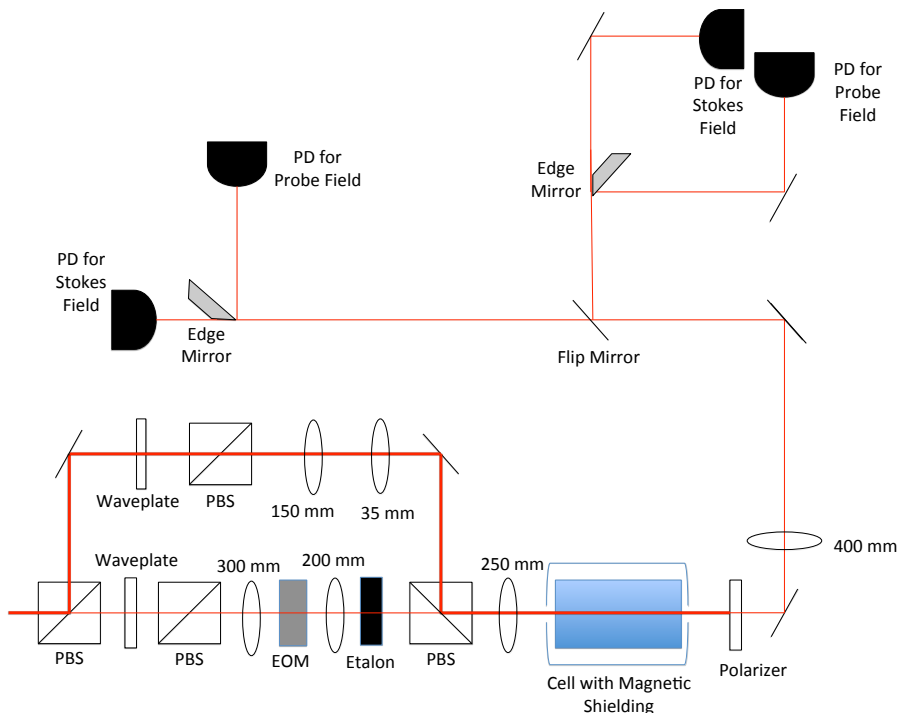 PD for
Stokes
Field
PD for
Probe
Field
PD for
Probe Field
Edge
Mirror
PD for
Stokes
Field
Edge
Mirror
Flip Mirror
Waveplate
PBS
150 mm
35 mm
400 mm
Waveplate
300 mm
200 mm
250 mm
PBS
PBS
EOM
Etalon
PBS
Cell with Magnetic
Shielding
Polarizer